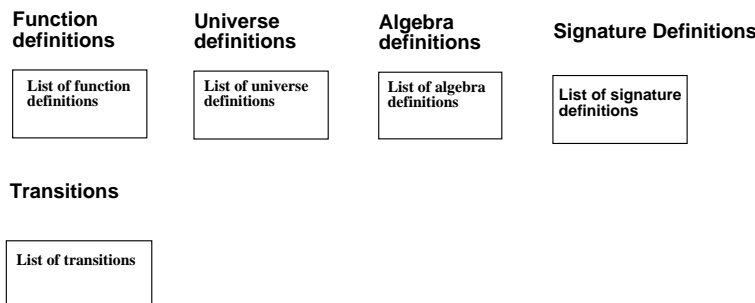 Function
definitions
Universe
definitions
Algebra
definitions
Signature Definitions
List of function
definitions
List of universe
definitions
List of algebra
definitions
List of signature
definitions
Transitions
List of transitions